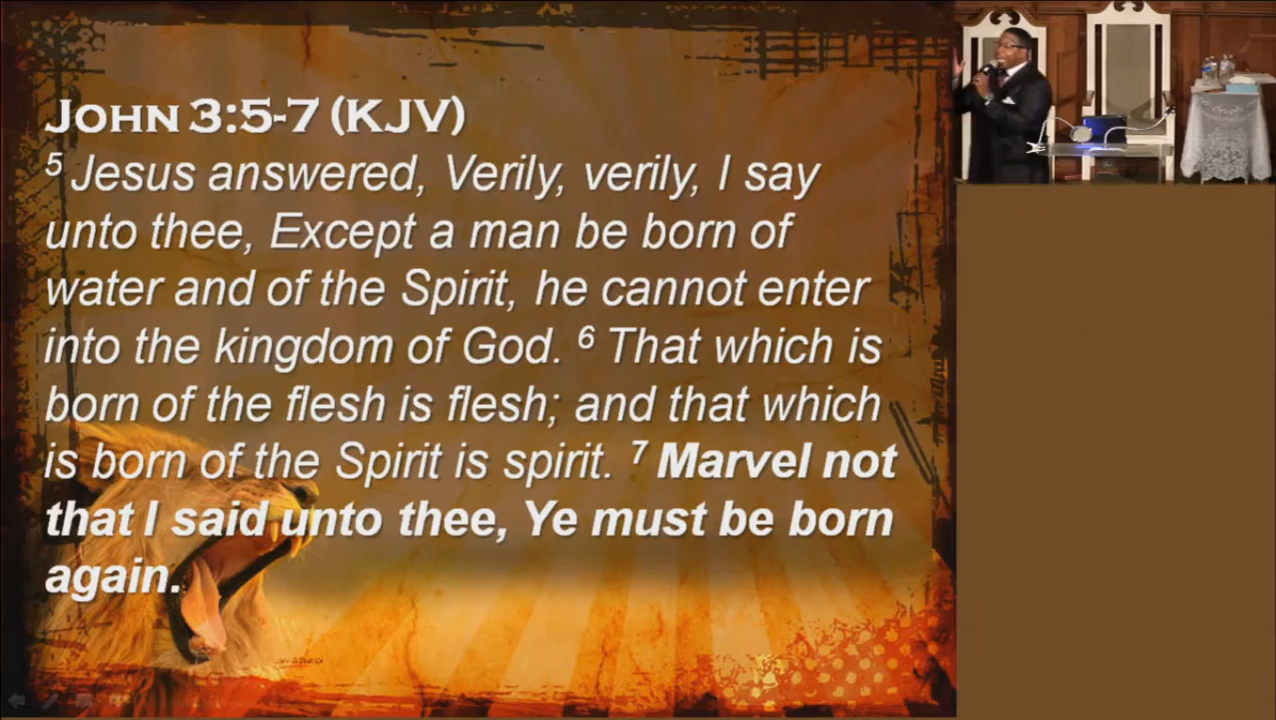 John 3:5-7 (KJV)
5 Jesus answered, Verily, verily, I say
unto thee, Except a man be born of
water and of the Spirit, he cannot enter
into the kingdom of God. 6 That which is
born of the flesh is flesh; and that which
is born of the Spirit is spirit. 7 Marvel not
that I said unto thee, Ye must be born
again.